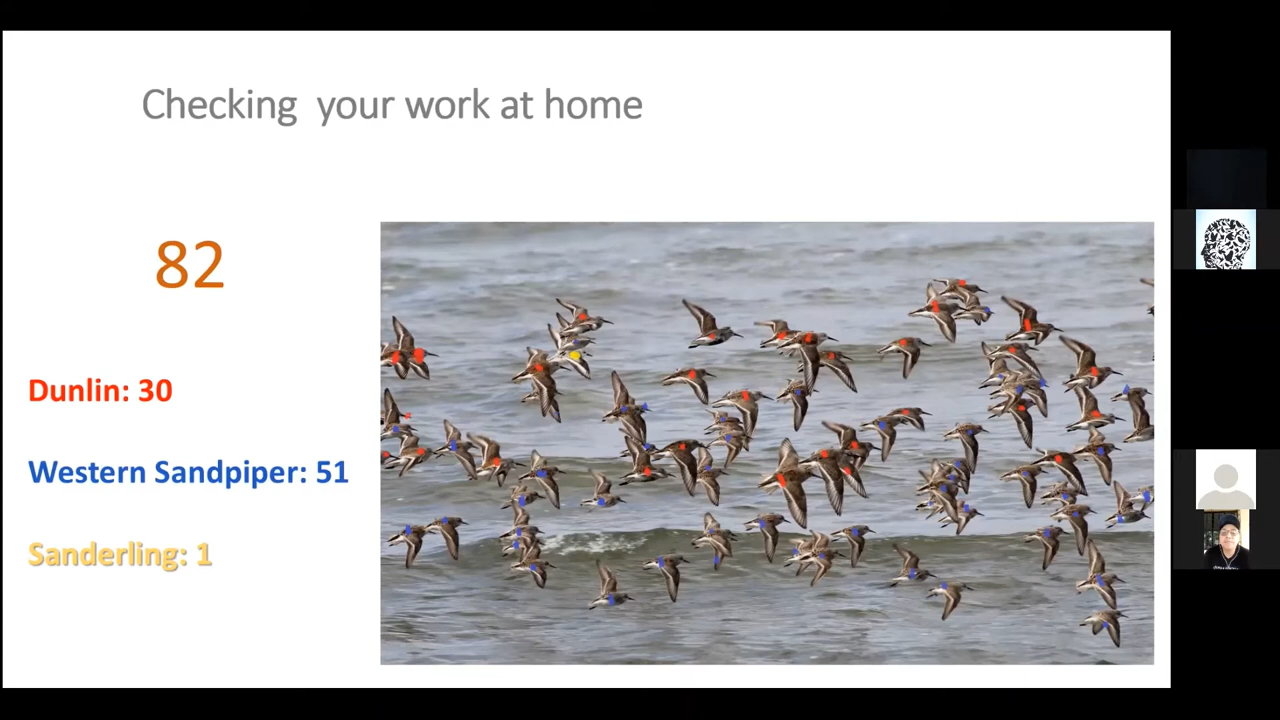 Checking your work at home
82
Dunlin: 30
Western Sandpiper: 51
Sanderling: 1